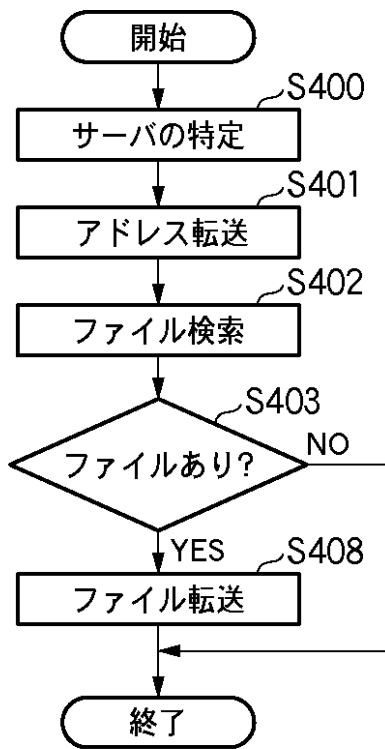 開始
S400
サーバの特定
S401
アドレス転送
S402
ファイル検索
S403
ファイルあり?
NO
YES
S408
ファイル転送
終了